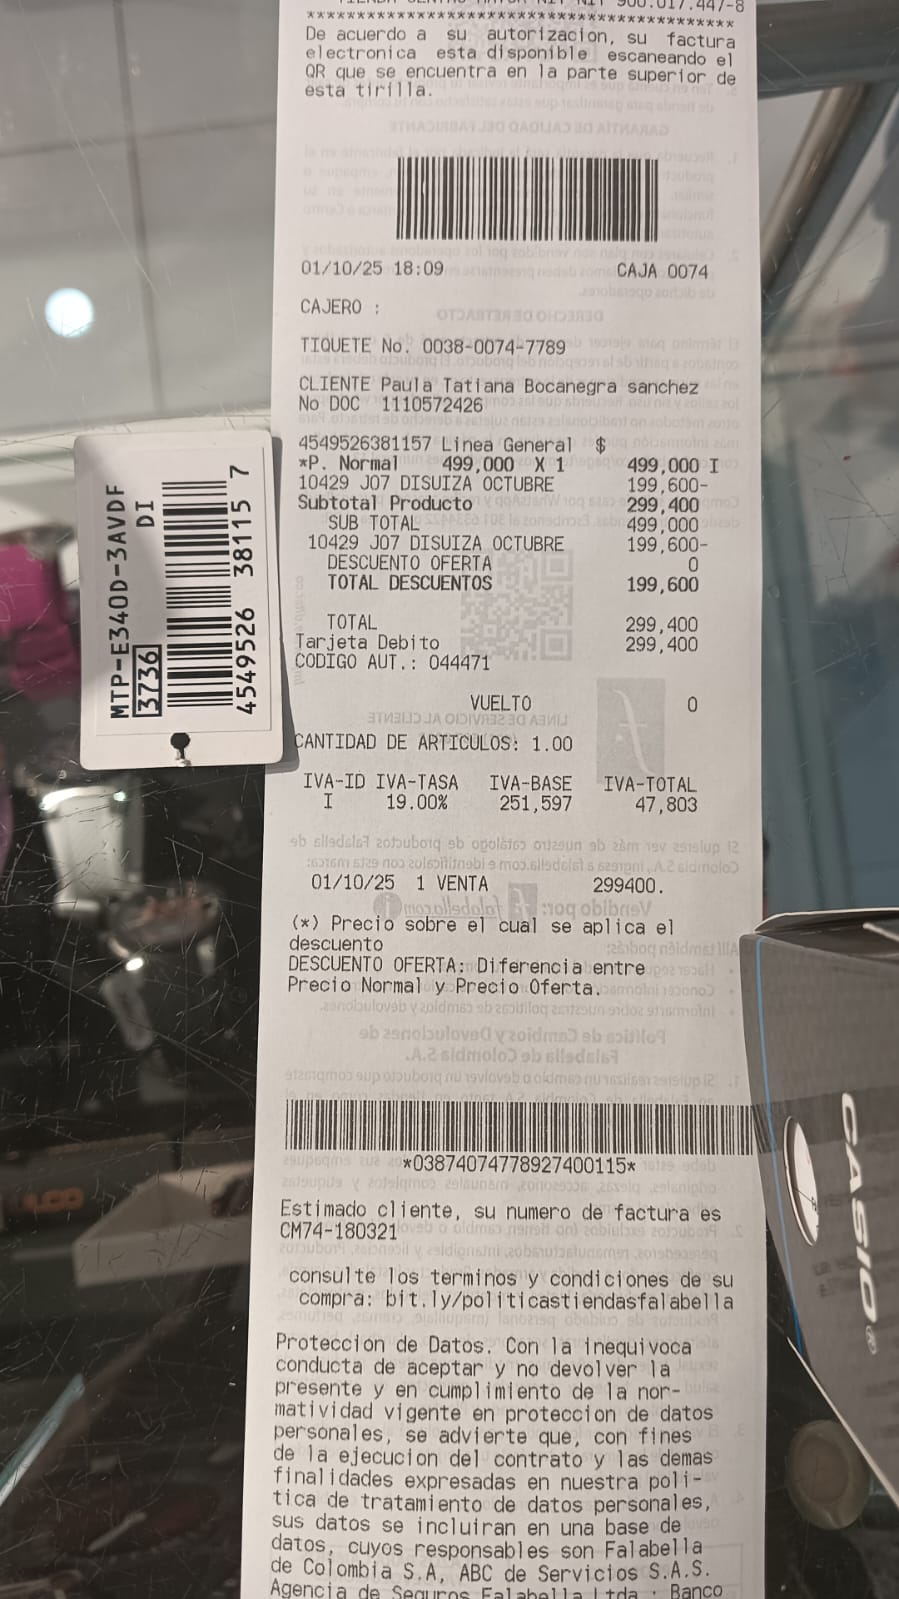 ******************************************
De acuerdo a su autorizacion, su factura
electronica esta disponible escaneando el
QR que se encuentra en la parte superior de
esta tirilla.
01/10/25 18:09 CAJA 0074
CAJERO :
TIQUETE No. 0038-0074-7789
CLIENTE Paula Tatiana Bocanegra sanchez
No DOC 1110572426
4549526381157 Linea General $
*P. Normal 499,000 X 1 499,000 I
10429 J07 DISUIZA OCTUBRE 199,600-
Subtotal Producto 299,400
SUB TOTAL 499,000
10429 J07 DISUIZA OCTUBRE 199,600-
DESCUENTO OFERTA 0
TOTAL DESCUENTOS 199,600
TOTAL 299,400
Tarjeta Debito 299,400
CODIGO AUT.: 044471
VUELTO 0
CANTIDAD DE ARTICULOS: 1.00
IVA-ID IVA-TASA IVA-BASE IVA-TOTAL
I 19.00% 251,597 47,803
01/10/25 1 VENTA 299400.
(*) Precio sobre el cual se aplica el
descuento
DESCUENTO OFERTA: Diferencia entre
Precio Normal y Precio Oferta.
*03874074778927400115*
Estimado cliente, su numero de factura es
CM74-180321
consulte los terminos y condiciones de su
compra: bit.ly/politicastiendasfalabella
Proteccion de Datos. Con la inequivoca
conducta de aceptar y no devolver la
presente y en cumplimiento de la nor-
matividad vigente en proteccion de datos
personales, se advierte que, con fines
de la ejecucion del contrato y las demas
finalidades expresadas en nuestra poli-
tica de tratamiento de datos personales,
sus datos se incluiran en una base de
datos, cuyos responsables son Falabella
de Colombia S.A, ABC de Servicios S.A.S.
Agencia de Seguros Falabella Ltda . Banco
MTP-E340D-3AVDF
DI
3736
4549526 38115 7
CASIO®